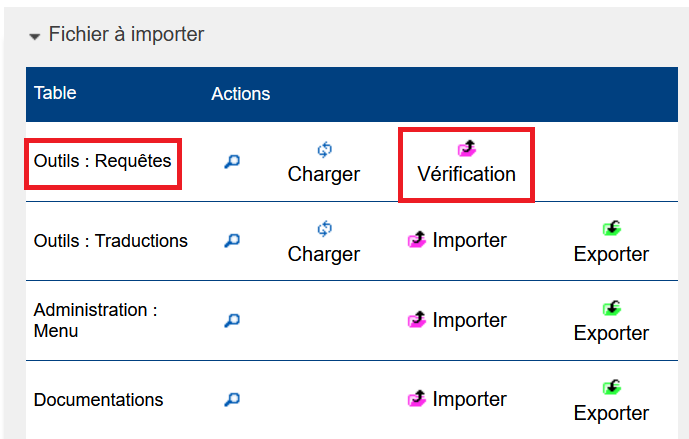 Fichier à importer
Table Actions
Outils : Requêtes Charger Vérification
Outils : Traductions Charger Importer Exporter
Administration :
Menu Importer Exporter
Documentations Importer Exporter